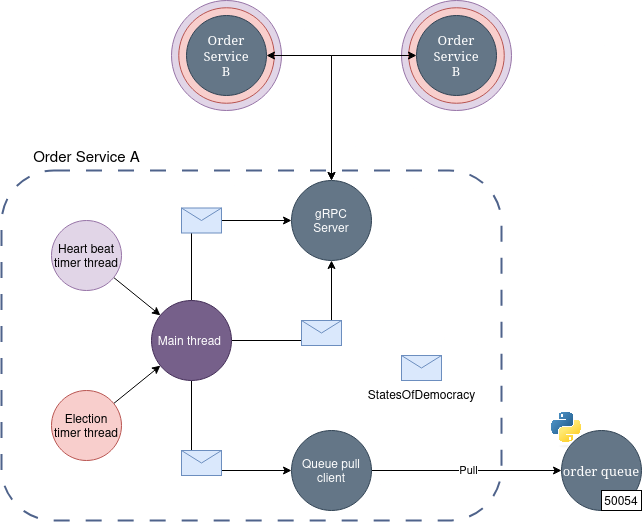 Order
Service
B
Order
Service
B
Order Service A
gRPC
Server
Heart beat
timer thread
Main thread
StatesOfDemocracy
Election
timer thread
Queue pull
client
Pull
order queue
50054